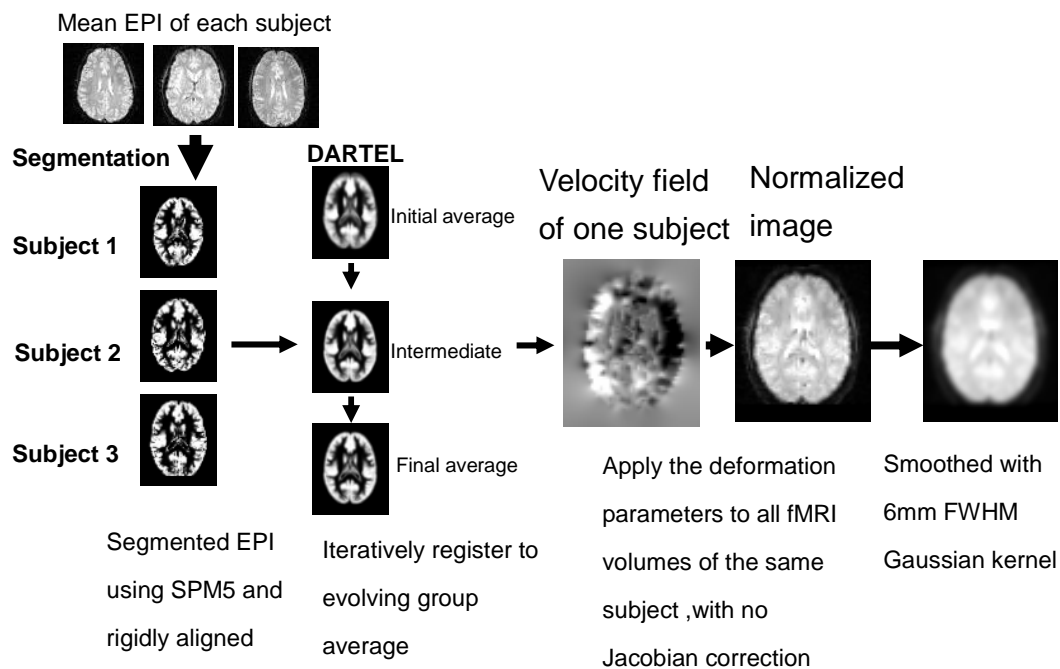 Mean EPI of each subject
Segmentation
DARTEL
Subject 1
Subject 2
Subject 3
Initial average
Intermediate
Final average
Velocity field
of one subject
Normalized
image
Segmented EPI
using SPM5 and
rigidly aligned
Iteratively register to
evolving group
average
Apply the deformation
parameters to all fMRI
volumes of the same
subject ,with no
Jacobian correction
Smoothed with
6mm FWHM
Gaussian kernel